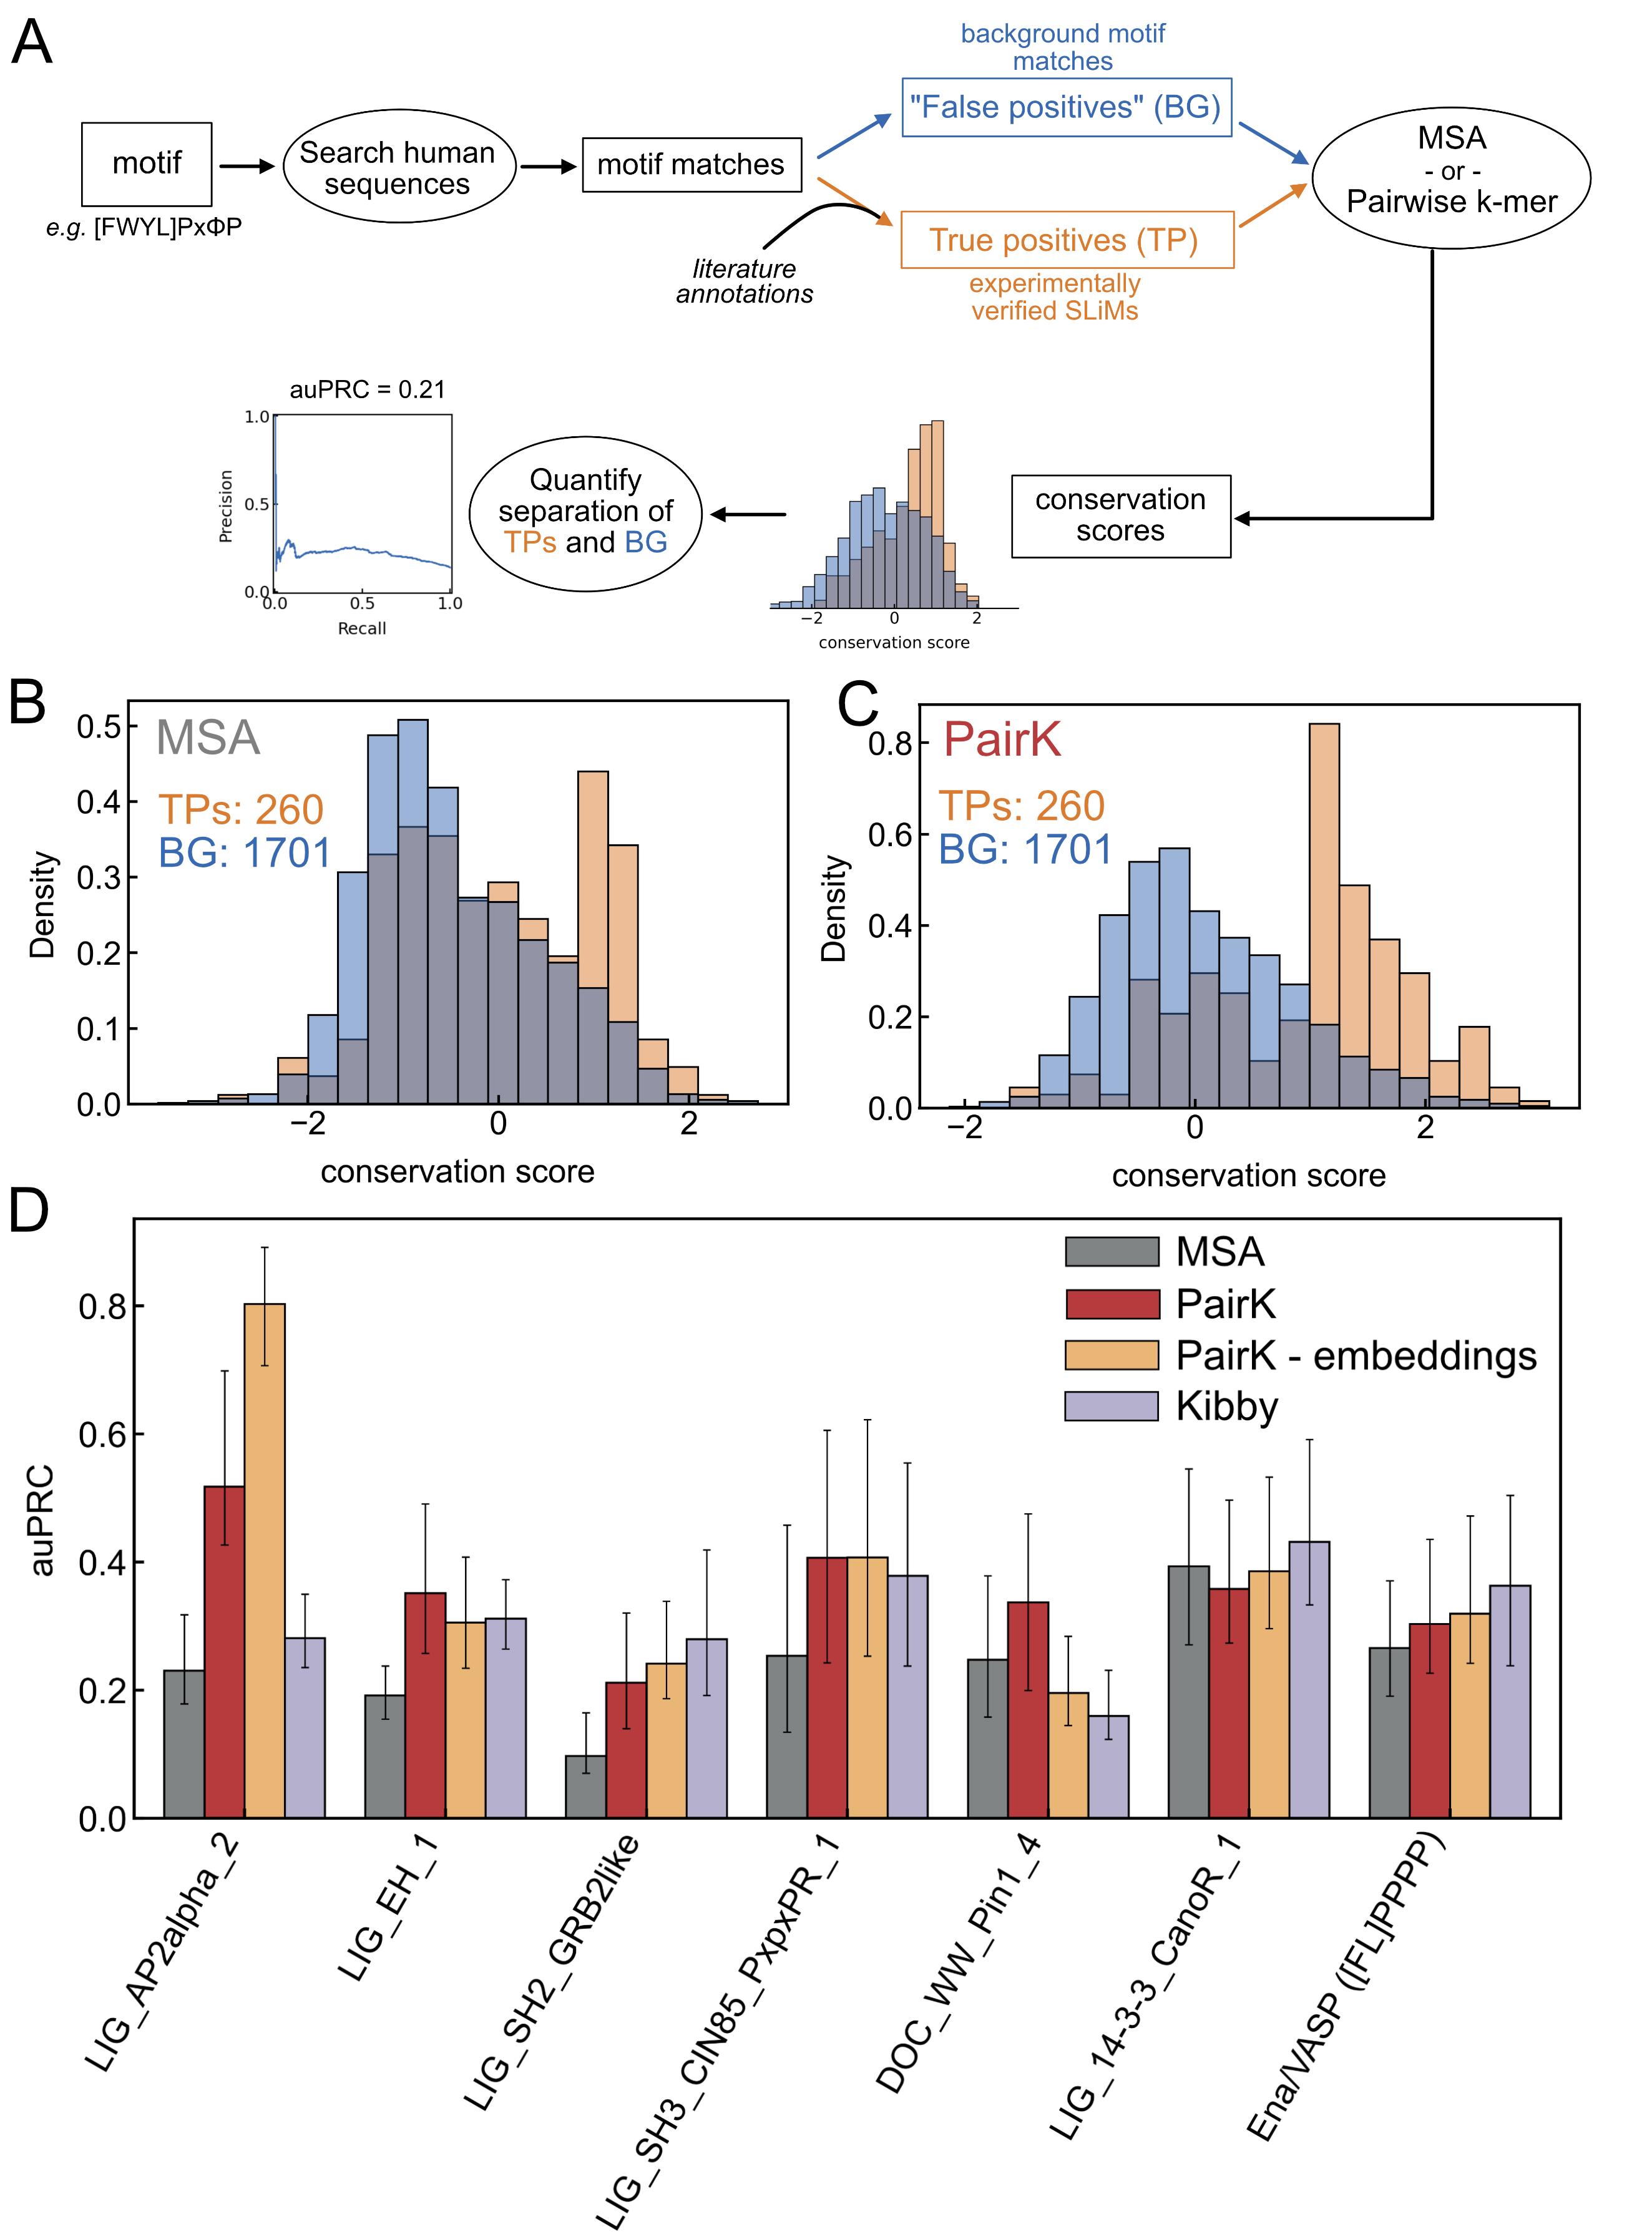 A
motif
e.g. [FWYL]PxΦP
Search human
sequences
motif matches
literature
annotations
background motif
matches
"False positives" (BG)
True positives (TP)
experimentally
verified SLiMs
MSA
- or -
Pairwise k-mer
conservation
scores
−2 0 2
conservation score
Quantify
separation of
TPs and BG
auPRC = 0.21
1.0
0.5
0.0
Precision
0.0 0.5 1.0
Recall
B
MSA
TPs: 260
BG: 1701
0.5
0.4
0.3
0.2
0.1
0.0
Density
−2 0 2
conservation score
C
PairK
TPs: 260
BG: 1701
0.8
0.6
0.4
0.2
0.0
Density
−2 0 2
conservation score
D
MSA
PairK
PairK - embeddings
Kibby
0.8
0.6
0.4
0.2
0.0
auPRC
LIG_AP2alpha_2
LIG_EH_1
LIG_SH2_GRB2like
LIG_SH3_CIN85_PxpxPR_1
DOC_WW_Pin1_4
LIG_14-3-3_CanoR_1
Ena/VASP ([FL]PPPP)